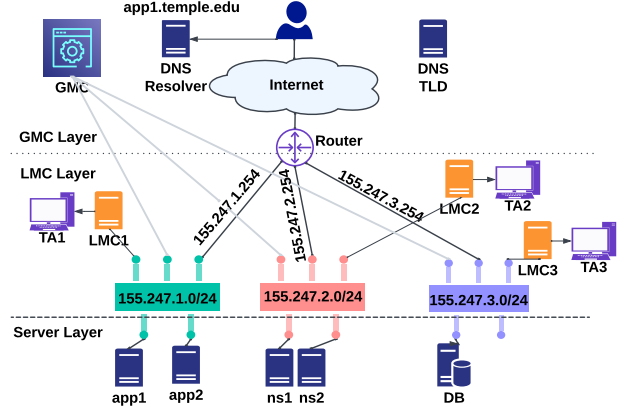 app1.temple.edu
DNS
Resolver
DNS
TLD
GMC
Internet
GMC Layer
Router
LMC Layer
155.247.1.254
155.247.2.254
155.247.3.254
TA1
LMC1
LMC2
TA2
LMC3
TA3
155.247.1.0/24
155.247.2.0/24
155.247.3.0/24
Server Layer
app1
app2
ns1
ns2
DB